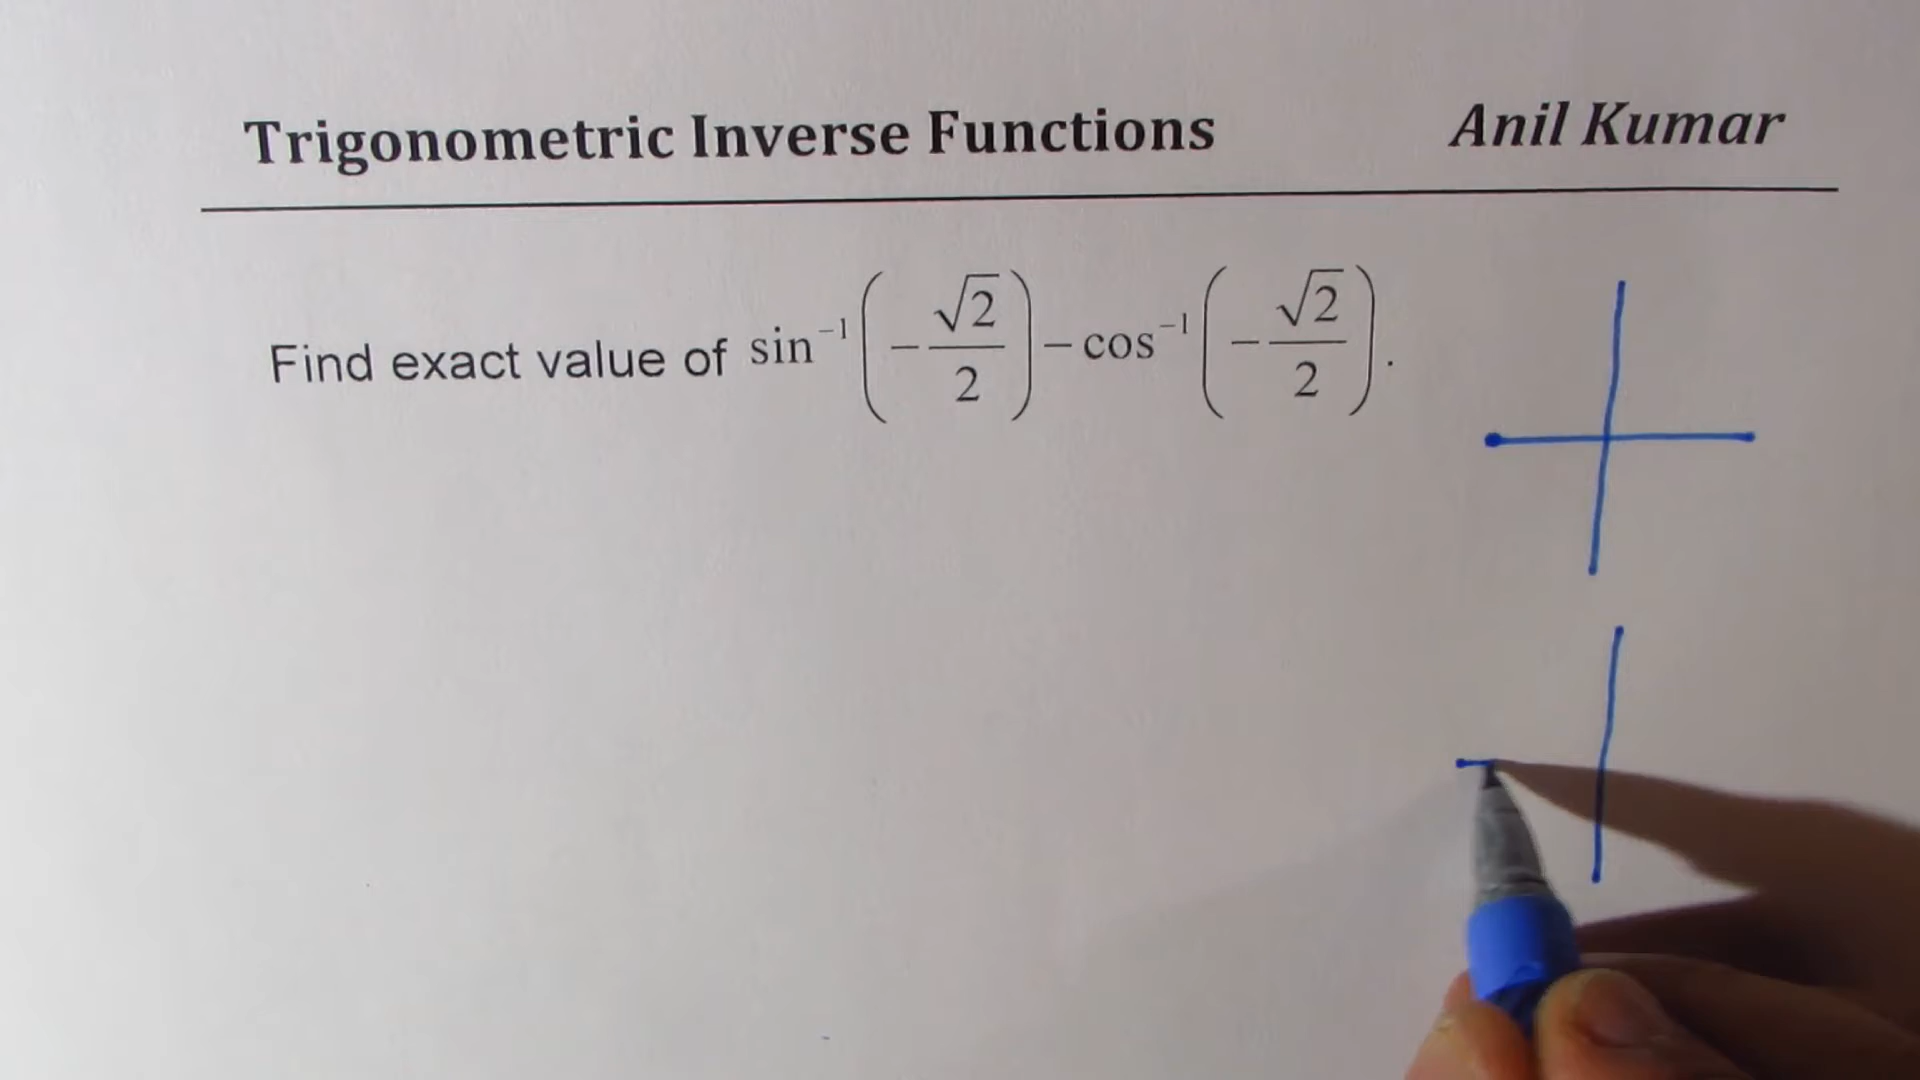 Trigonometric Inverse Functions Anil Kumar
Find exact value of sin⁻¹(−√2/2) − cos⁻¹(−√2/2).